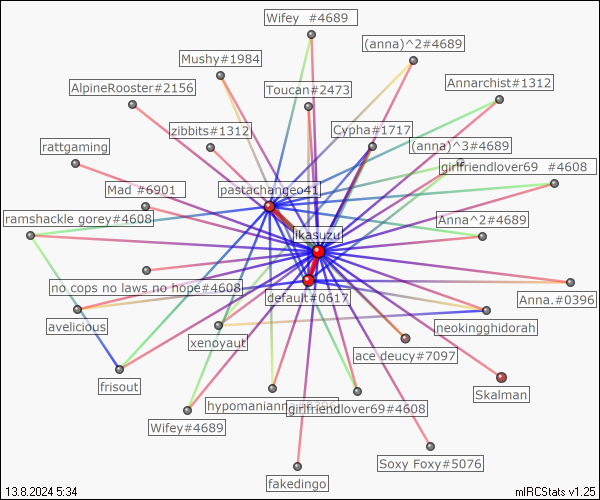 Wifey #4689
(anna)^2#4689
Mushy#1984
Annarchist#1312
AlpineRooster#2156
Toucan#2473
zibbits#1312
Cypha#1717
rattgaming
(anna)^3#4689
girlfriendlover69 #4608
Mad #6901
pastachangeo41
ramshackle gorey#4608
Anna^2#4689
ikasuzu
no cops no laws no hope#4608
default#0617
Anna.#0396
avelicious
neokingghidorah
xenoyaut
ace deucy#7097
frisout
Skalman
hypomanianna
girlfriendlover69#4608
Wifey#4689
Soxy Foxy#5076
fakedingo
13.8.2024 5:34
mIRCStats v1.25